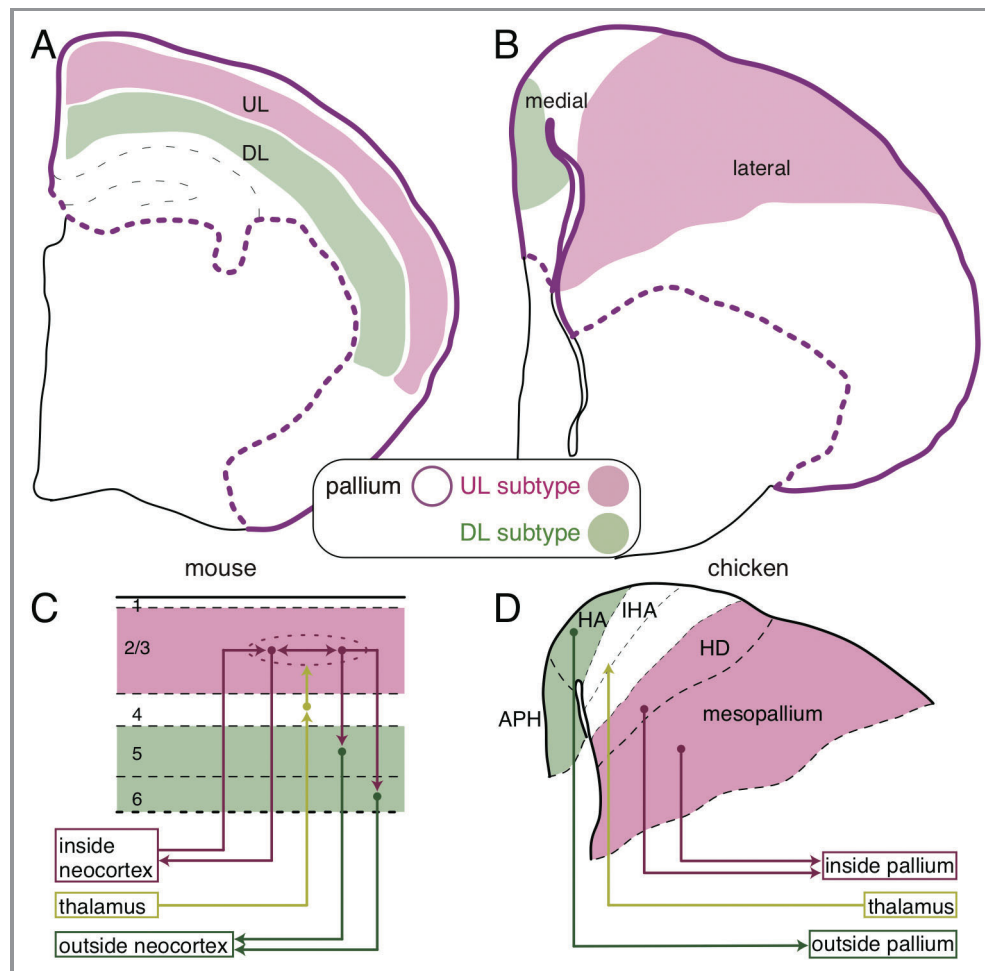 A
UL
DL
B
medial
lateral
pallium UL subtype
DL subtype
mouse
chicken
C
1
2/3
4
5
6
inside
neocortex
thalamus
outside neocortex
D
HA
IHA
HD
APH
mesopallium
inside pallium
thalamus
outside pallium